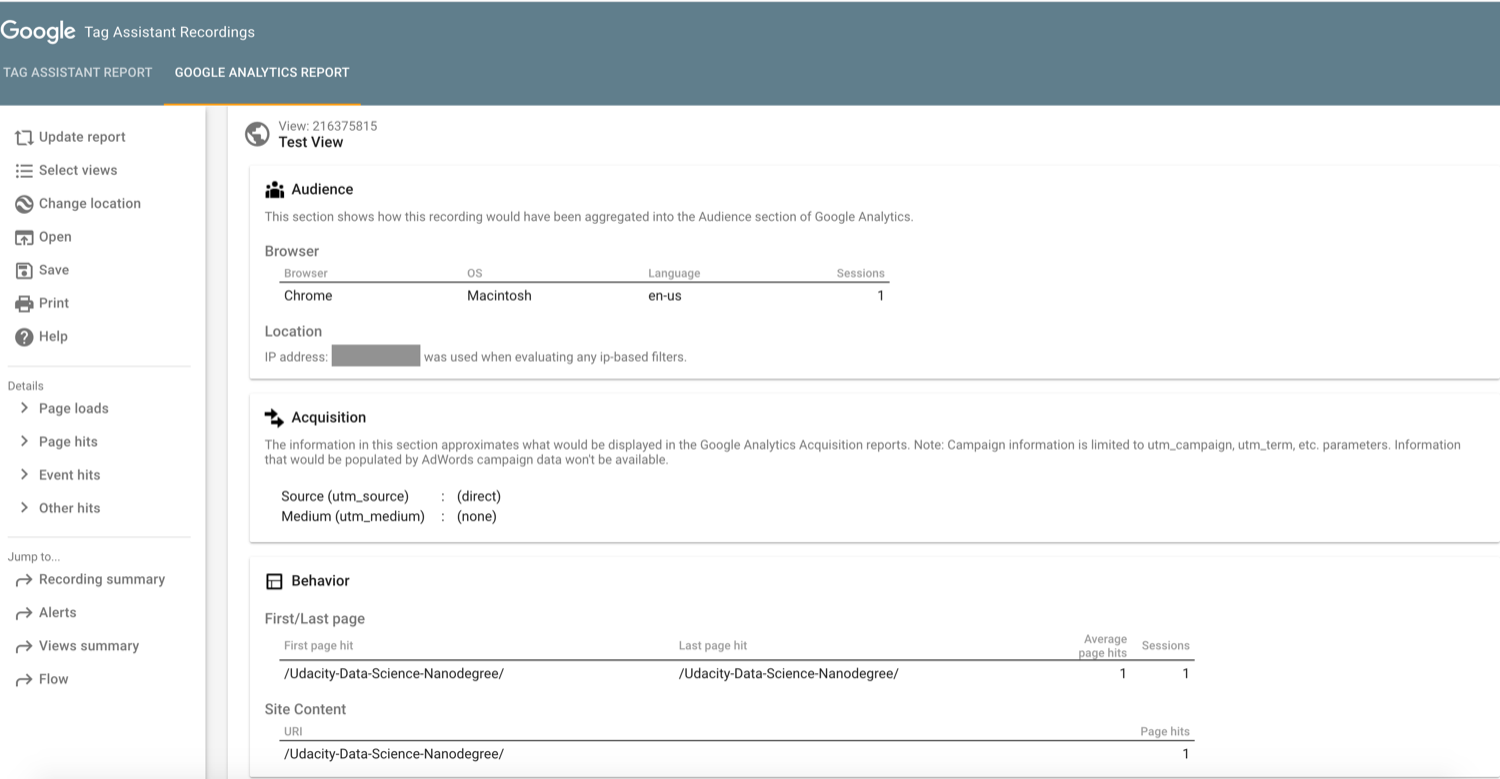 Google Tag Assistant Recordings
TAG ASSISTANT REPORT GOOGLE ANALYTICS REPORT
Update report
Select views
Change location
Open
Save
Print
Help
Details
Page loads
Page hits
Event hits
Other hits
Jump to...
Recording summary
Alerts
Views summary
Flow
View: 216375815
Test View
Audience
This section shows how this recording would have been aggregated into the Audience section of Google Analytics.
Browser
Browser OS Language Sessions
Chrome Macintosh en-us 1
Location
IP address: was used when evaluating any ip-based filters.
Acquisition
The information in this section approximates what would be displayed in the Google Analytics Acquisition reports. Note: Campaign information is limited to utm_campaign, utm_term, etc. parameters. Information
that would be populated by AdWords campaign data won't be available.
Source (utm_source) : (direct)
Medium (utm_medium) : (none)
Behavior
First/Last page
First page hit Last page hit Average page hits Sessions
/Udacity-Data-Science-Nanodegree/ /Udacity-Data-Science-Nanodegree/ 1 1
Site Content
URI Page hits
/Udacity-Data-Science-Nanodegree/ 1